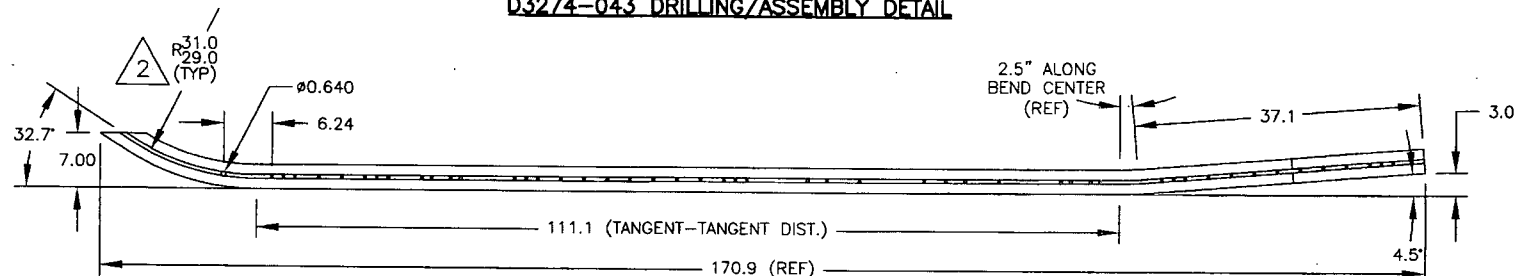 D3274-043 DRILLING/ASSEMBLY DETAIL
2
R31.0
29.0
(TYP)
ø0.640
6.24
32.7°
7.00
2.5" ALONG
BEND CENTER
(REF)
37.1
3.0
111.1 (TANGENT-TANGENT DIST.)
4.5°
170.9 (REF)